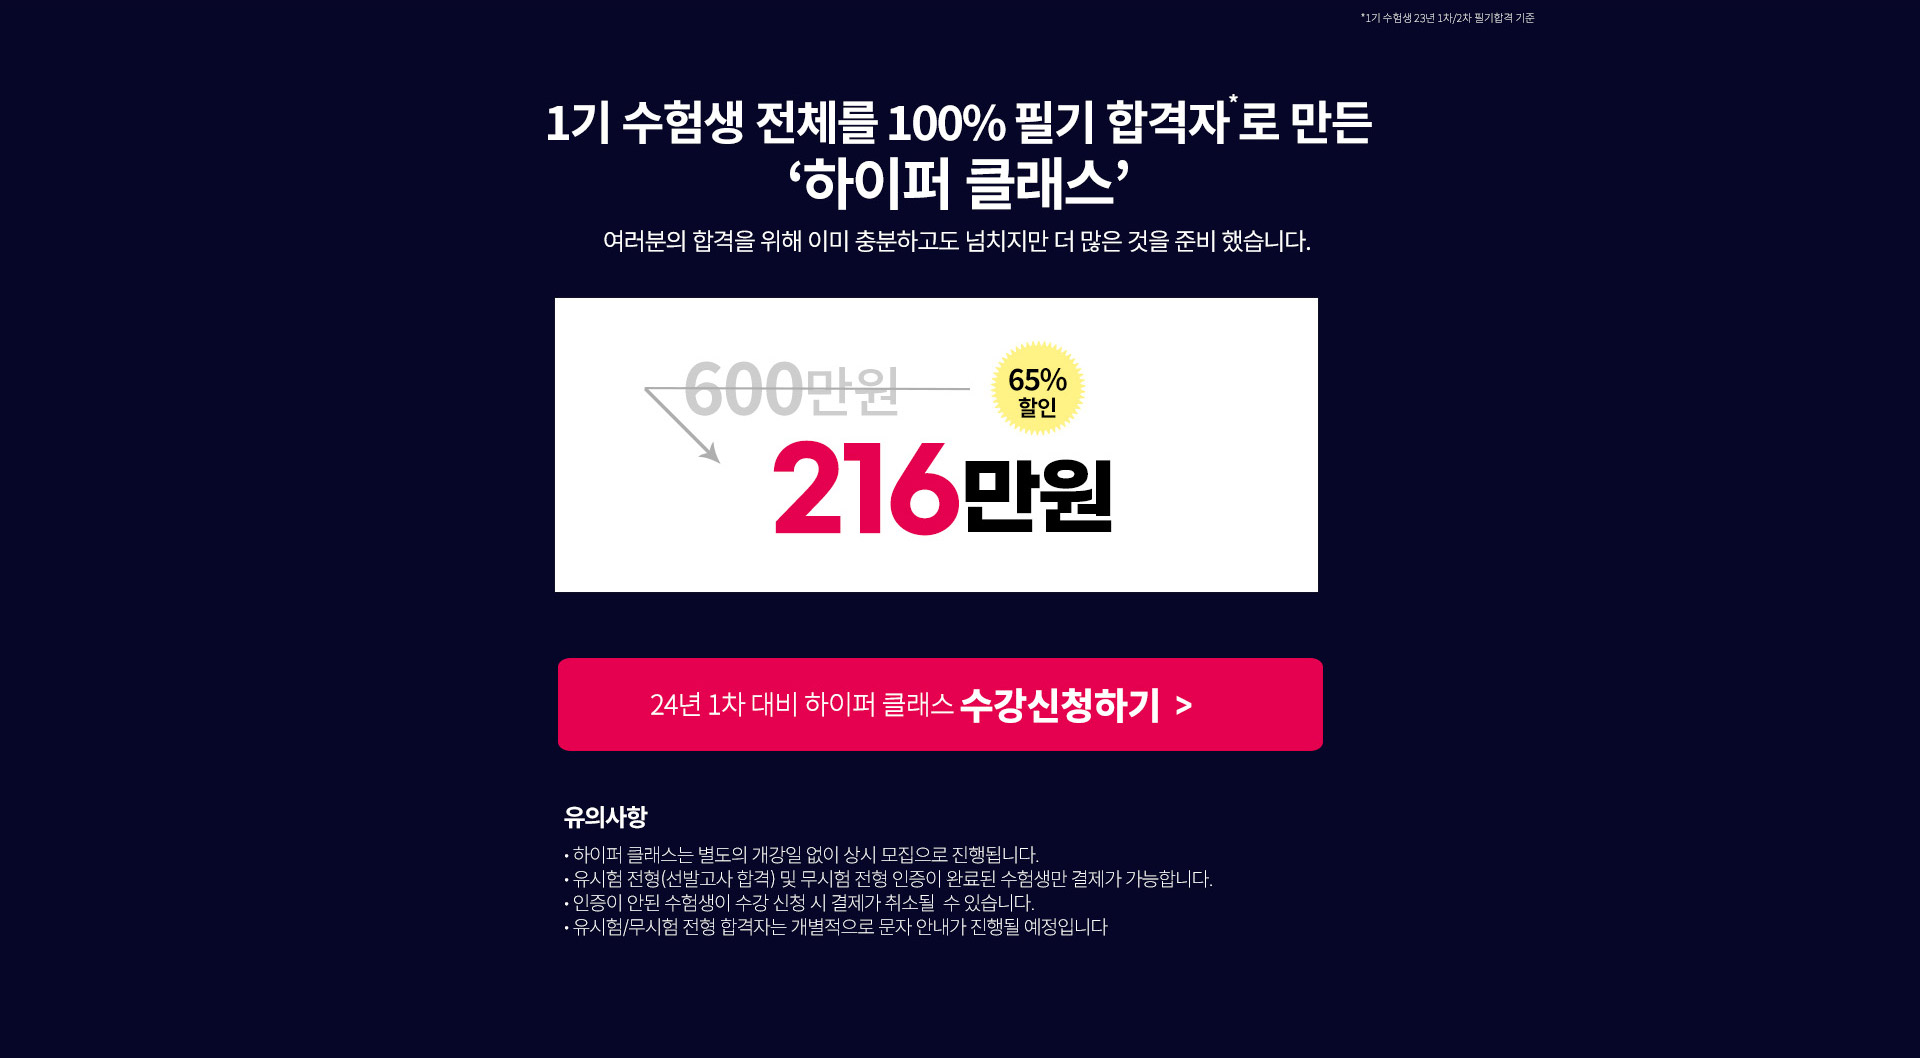 *1기 수험생 23년 1차/2차 필기합격 기준
1기 수험생 전체를 100% 필기 합격자*로 만든
‘하이퍼 클래스’
여러분의 합격을 위해 이미 충분하고도 넘치지만 더 많은 것을 준비 했습니다.
600만원
65%
할인
216만원
24년 1차 대비 하이퍼 클래스 수강신청하기 >
유의사항
• 하이퍼 클래스는 별도의 개강일 없이 상시 모집으로 진행됩니다.
• 유시험 전형(선발고사 합격) 및 무시험 전형 인증이 완료된 수험생만 결제가 가능합니다.
• 인증이 안된 수험생이 수강 신청 시 결제가 취소될 수 있습니다.
• 유시험/무시험 전형 합격자는 개별적으로 문자 안내가 진행될 예정입니다